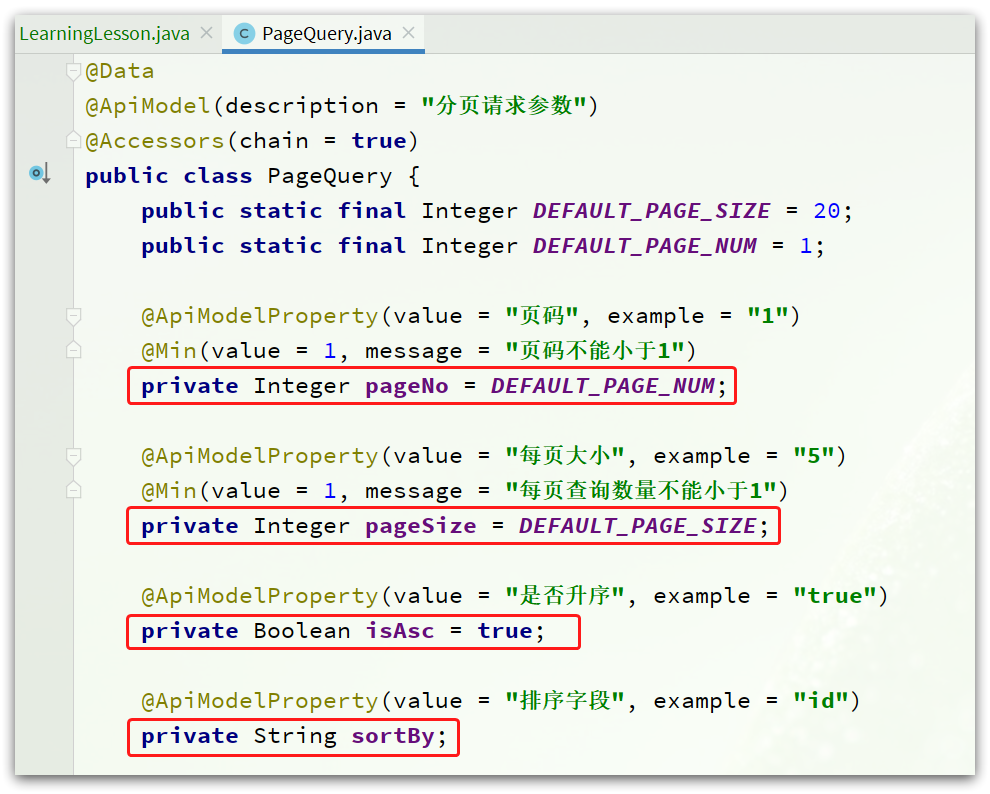 LearningLesson.java
C PageQuery.java
@Data
@ApiModel(description = "分页请求参数")
@Accessors(chain = true)
public class PageQuery {
    public static final Integer DEFAULT_PAGE_SIZE = 20;
    public static final Integer DEFAULT_PAGE_NUM = 1;
    @ApiModelProperty(value = "页码", example = "1")
    @Min(value = 1, message = "页码不能小于1")
    private Integer pageNo = DEFAULT_PAGE_NUM;
    @ApiModelProperty(value = "每页大小", example = "5")
    @Min(value = 1, message = "每页查询数量不能小于1")
    private Integer pageSize = DEFAULT_PAGE_SIZE;
    @ApiModelProperty(value = "是否升序", example = "true")
    private Boolean isAsc = true;
    @ApiModelProperty(value = "排序字段", example = "id")
    private String sortBy;